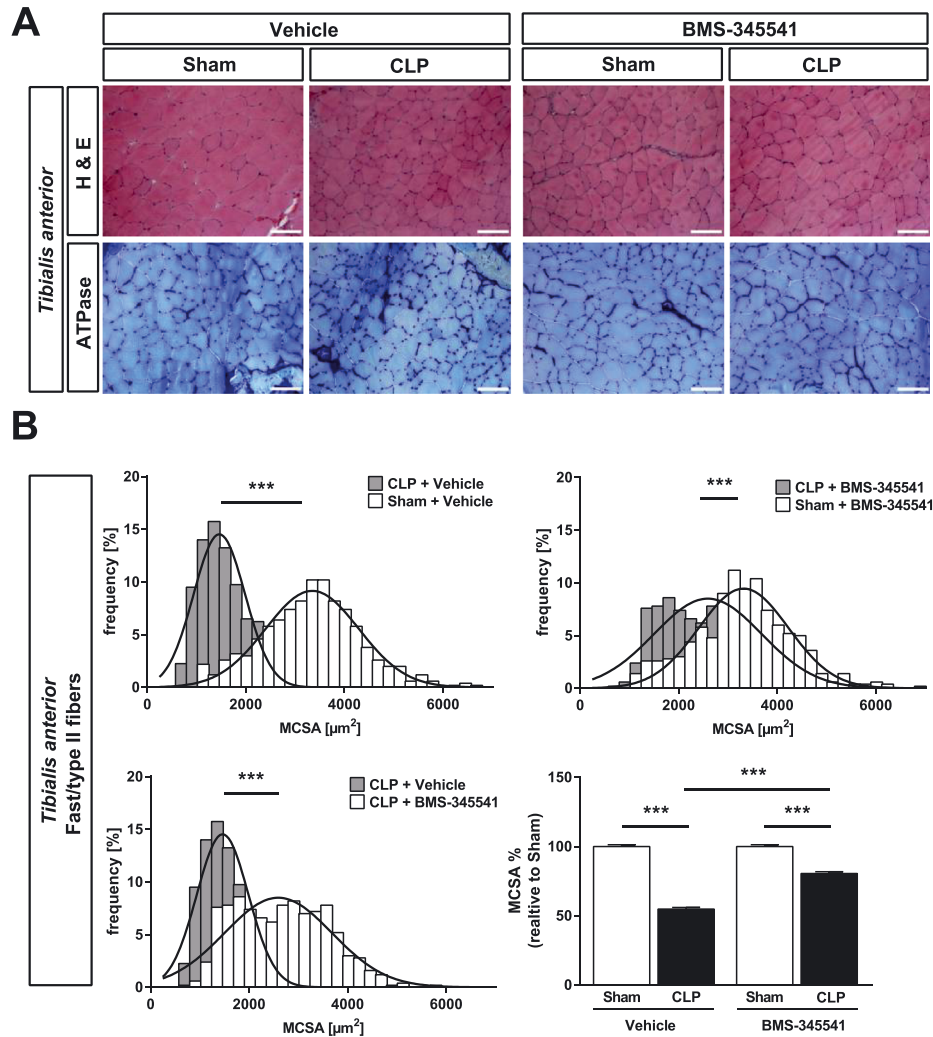 A
Vehicle
BMS-345541
Sham
CLP
Sham
CLP
Tibialis anterior
H & E
ATPase
B
Tibialis anterior
Fast/type II fibers
20
15
10
5
0
frequency [%]
***
CLP + Vehicle
Sham + Vehicle
0
2000
4000
6000
MCSA [µm²]
20
15
10
5
0
frequency [%]
***
CLP + BMS-345541
Sham + BMS-345541
0
2000
4000
6000
MCSA [µm²]
20
15
10
5
0
frequency [%]
***
CLP + Vehicle
CLP + BMS-345541
0
2000
4000
6000
MCSA [µm²]
150
100
50
0
MCSA %
(realtive to Sham)
***
***
***
Sham
CLP
Sham
CLP
Vehicle
BMS-345541